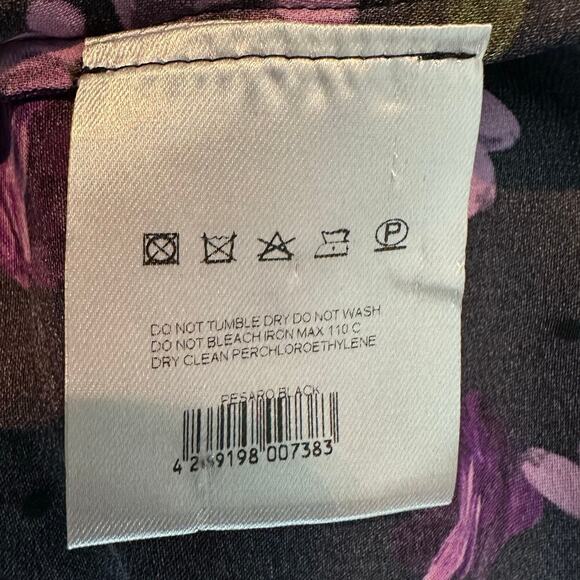 P
DO NOT TUMBLE DRY DO NOT WASH
DO NOT BLEACH IRON MAX 110 C
DRY CLEAN PERCHLOROETHYLENE
PESARO BLACK
9198 007383